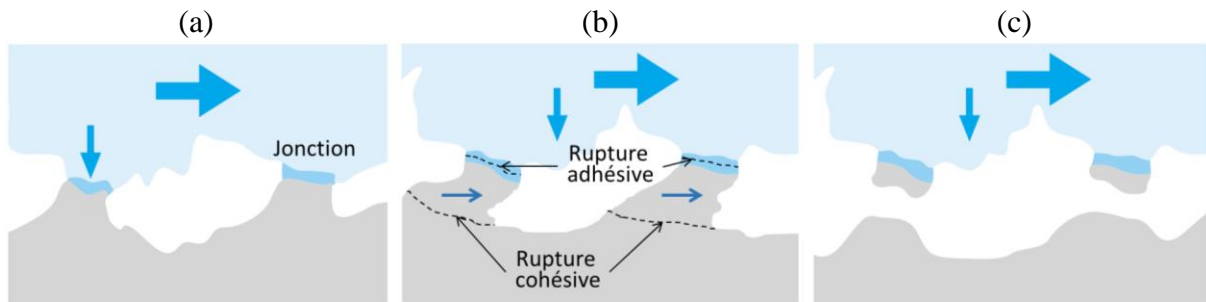 (a)
(b)
(c)
Jonction
Rupture
adhésive
Rupture
cohésive